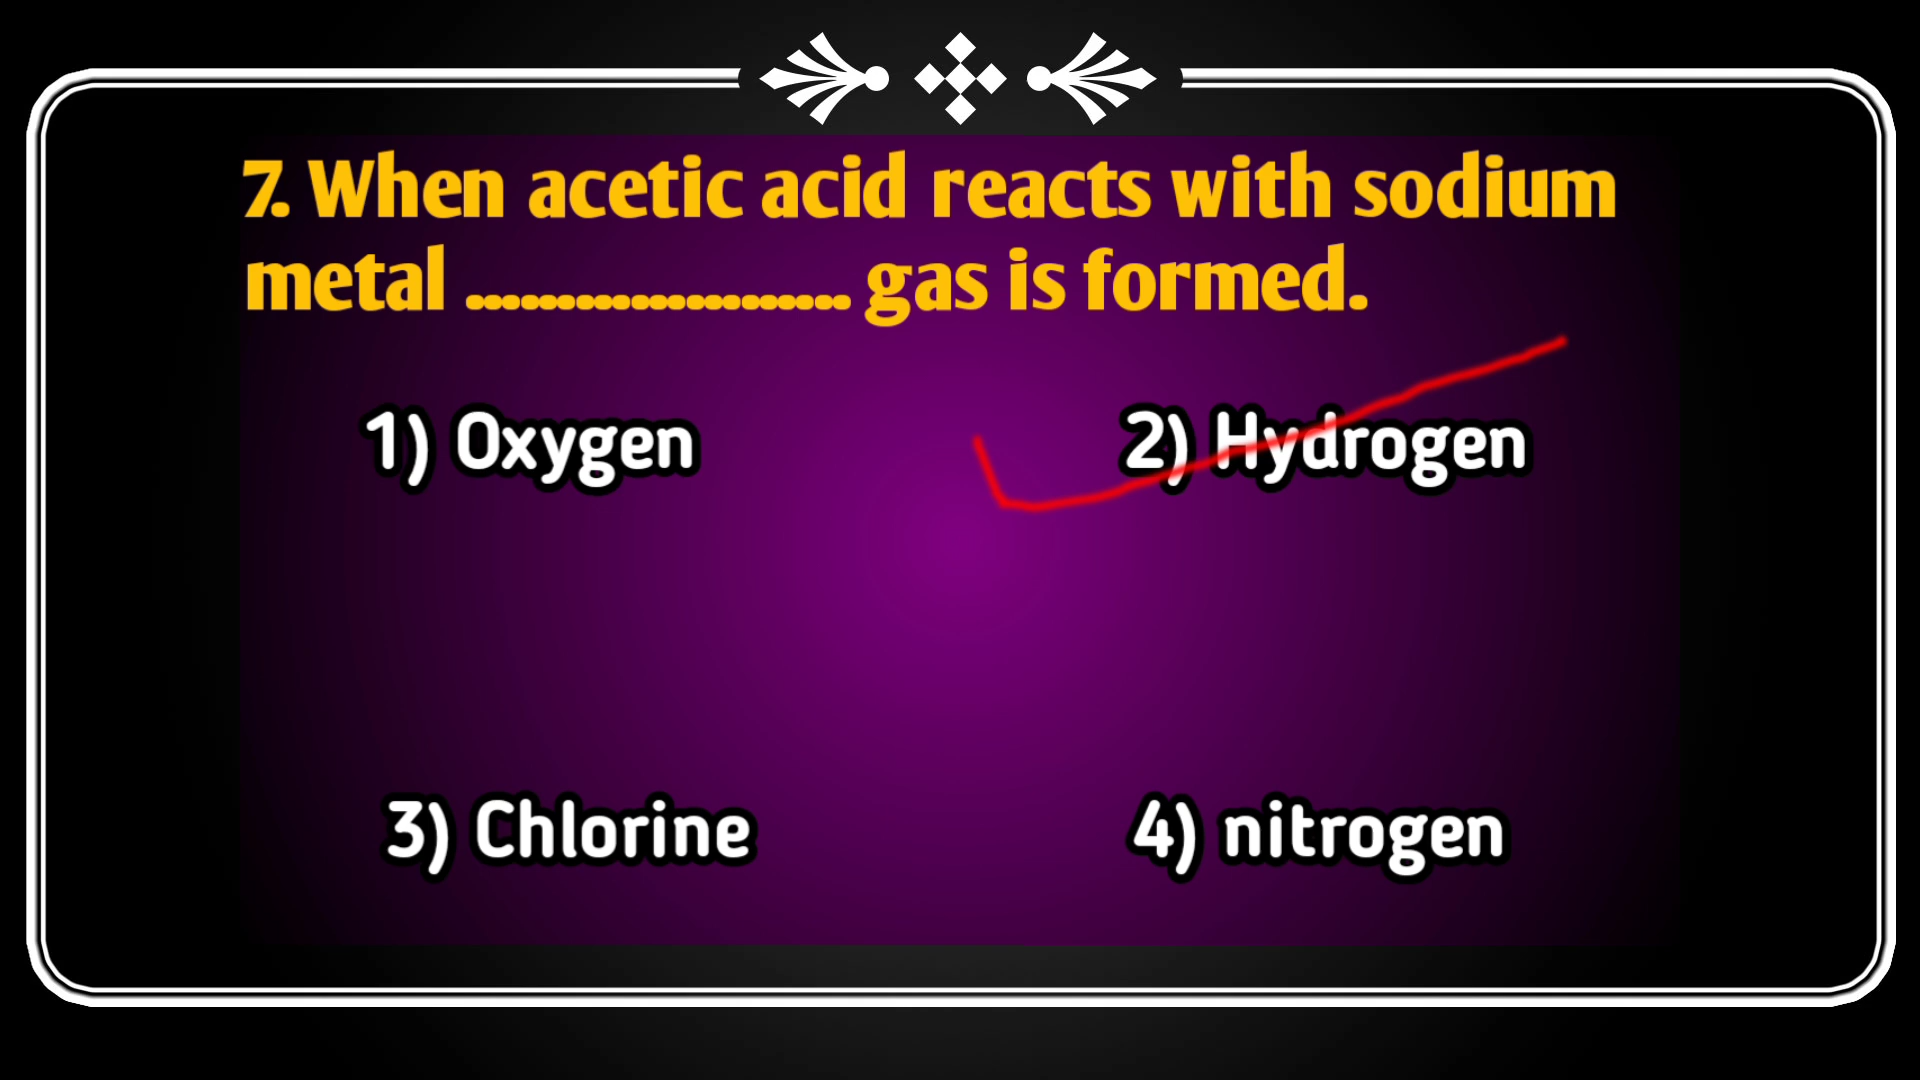 7. When acetic acid reacts with sodium
metal ..................... gas is formed.
1) Oxygen
2) Hydrogen
3) Chlorine
4) nitrogen